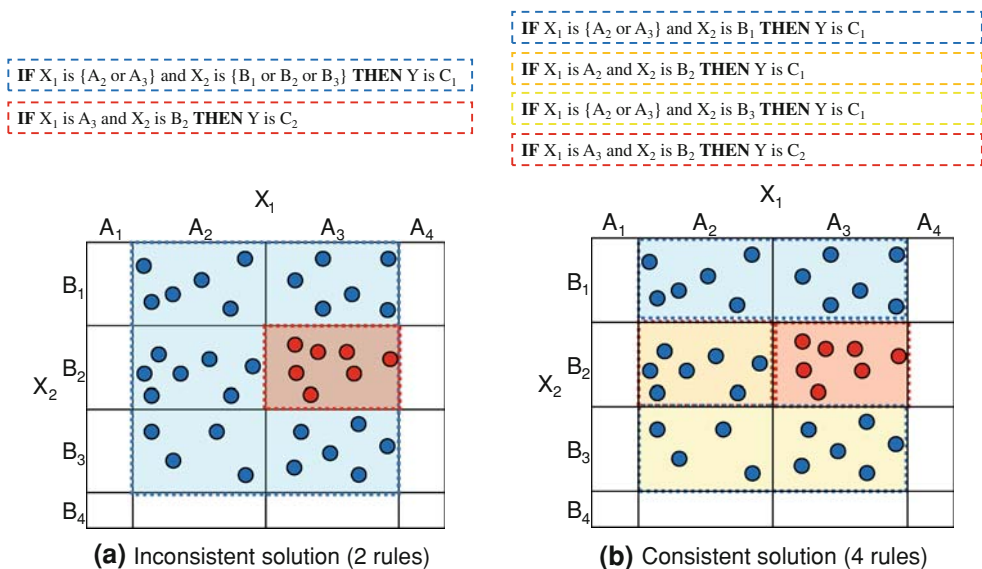 IF X₁ is {A₂ or A₃} and X₂ is {B₁ or B₂ or B₃} THEN Y is C₁
IF X₁ is A₃ and X₂ is B₂ THEN Y is C₂
X₁
A₁ A₂ A₃ A₄
B₁
X₂ B₂
B₃
B₄
(a) Inconsistent solution (2 rules)
IF X₁ is {A₂ or A₃} and X₂ is B₁ THEN Y is C₁
IF X₁ is A₂ and X₂ is B₂ THEN Y is C₁
IF X₁ is {A₂ or A₃} and X₂ is B₃ THEN Y is C₁
IF X₁ is A₃ and X₂ is B₂ THEN Y is C₂
X₁
A₁ A₂ A₃ A₄
B₁
X₂ B₂
B₃
B₄
(b) Consistent solution (4 rules)